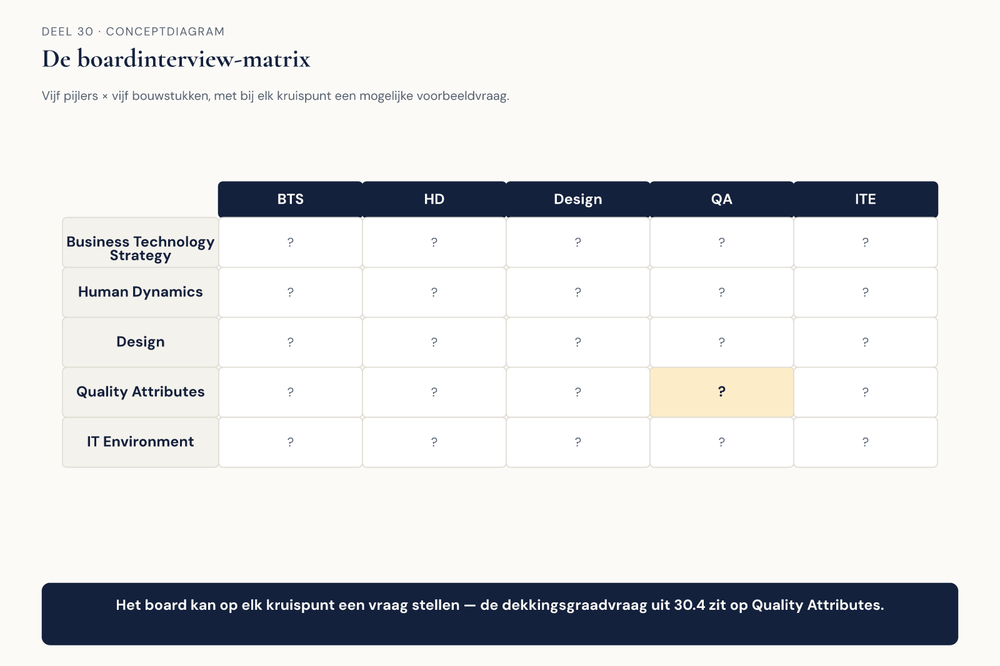 DEEL 30 · CONCEPTDIAGRAM
De boardinterview-matrix
Vijf pijlers × vijf bouwstukken, met bij elk kruispunt een mogelijke voorbeeldvraag.
BTS HD Design QA ITE
Business Technology
Strategy
? ? ? ? ?
Human Dynamics ? ? ? ? ?
Design ? ? ? ? ?
Quality Attributes ? ? ? ? ?
IT Environment ? ? ? ? ?
Het board kan op elk kruispunt een vraag stellen — de dekkingsgraadvraag uit 30.4 zit op Quality Attributes.